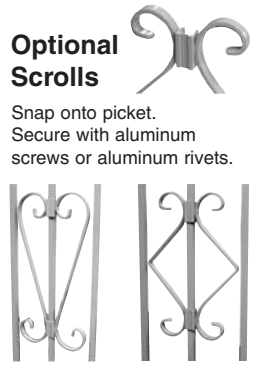 Optional
Scrolls
Snap onto picket.
Secure with aluminum
screws or aluminum rivets.